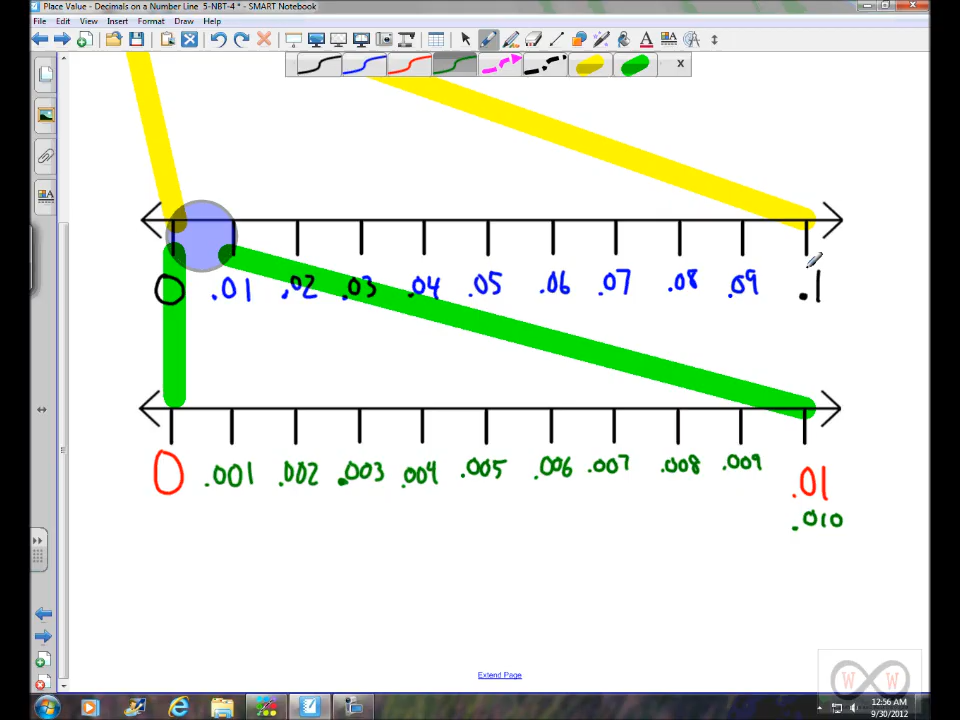 Place Value - Decimals on a Number Line 5-NBT-4 * - SMART Notebook
File Edit View Insert Format Draw Help
x
0 .01 .02 .03 .04 .05 .06 .07 .08 .09 .1
0 .001 .002 .003 .004 .005 .006 .007 .008 .009 .01
.010
Extend Page
W W
12:56 AM
9/30/2012